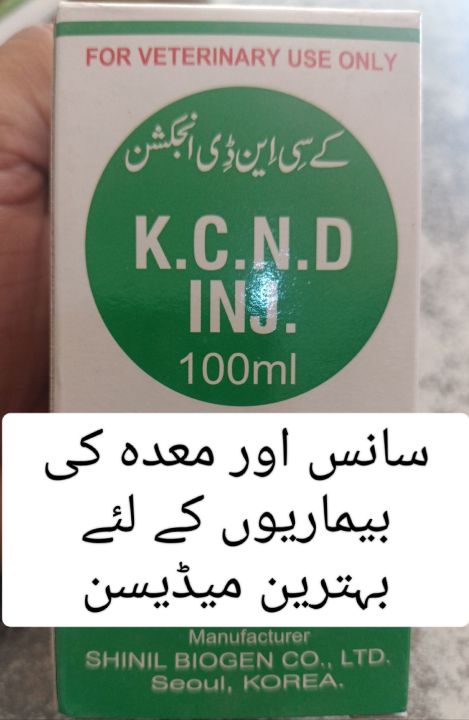 FOR VETERINARY USE ONLY
کے سی این ڈی انجکشن
K.C.N.D
INJ.
100ml
سانس اور معدہ کی
بیماریوں کے لئے
بہترین میڈیسن
Manufacturer
SHINIL BIOGEN CO., LTD.
Seoul, KOREA.